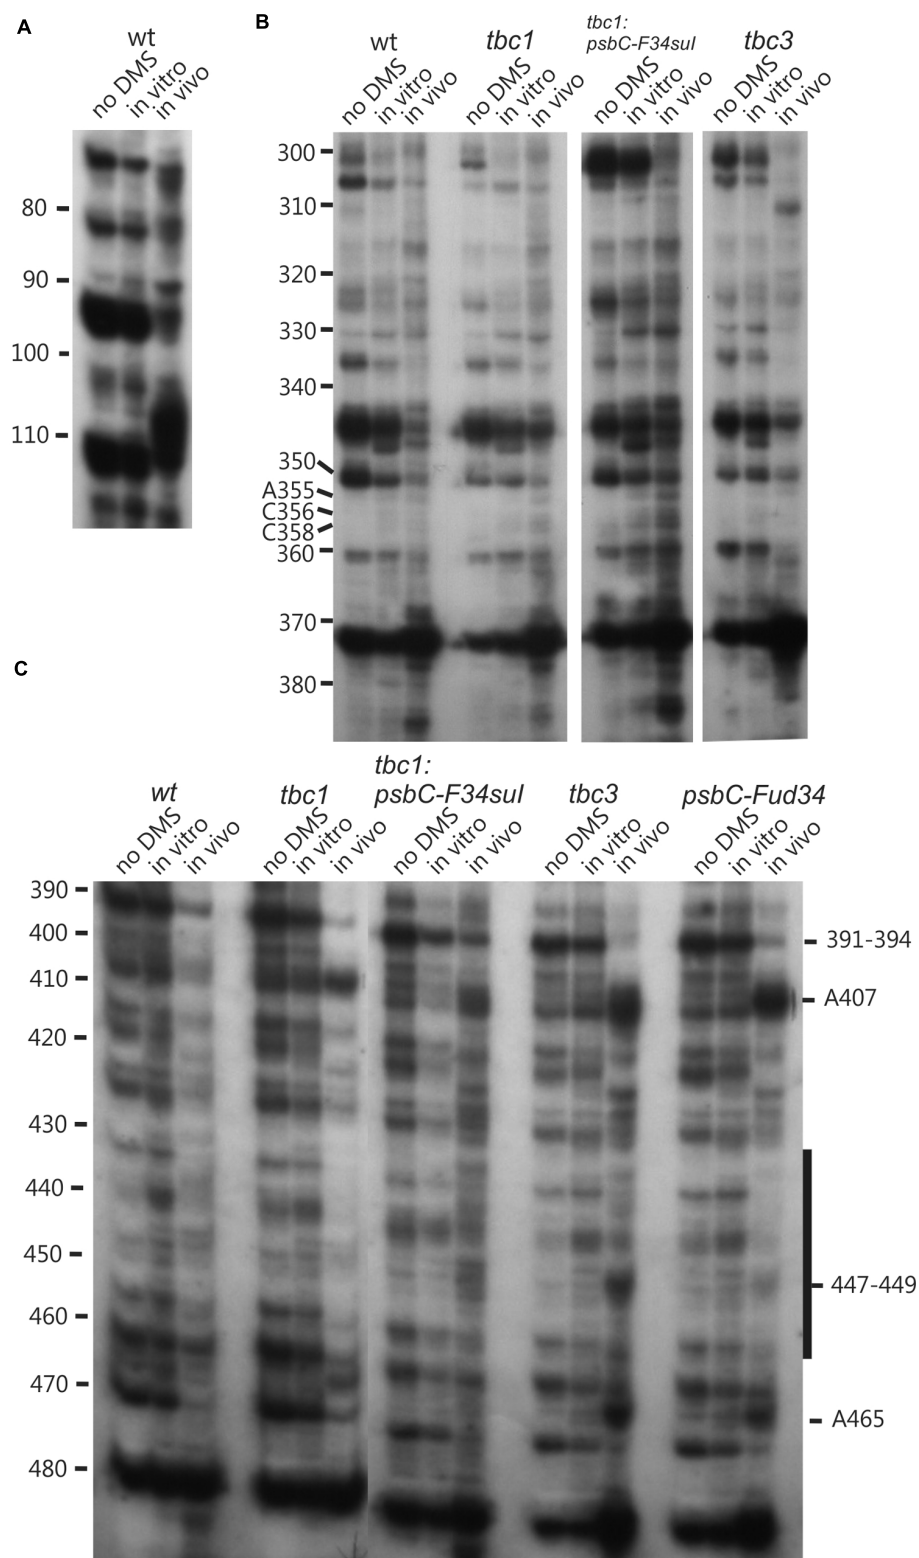 A
wt
no DMS
in vitro
in vivo
80
90
100
110
B
wt
tbc1
tbc1:
psbC-F34suI
tbc3
no DMS
in vitro
in vivo
no DMS
in vitro
in vivo
no DMS
in vitro
in vivo
no DMS
in vitro
in vivo
300
310
320
330
340
350
A355
C356
C358
360
370
380
C
wt
tbc1
tbc1:
psbC-F34suI
tbc3
psbC-Fud34
no DMS
in vitro
in vivo
no DMS
in vitro
in vivo
no DMS
in vitro
in vivo
no DMS
in vitro
in vivo
no DMS
in vitro
in vivo
390
400
410
420
430
440
450
460
470
480
391-394
A407
447-449
A465